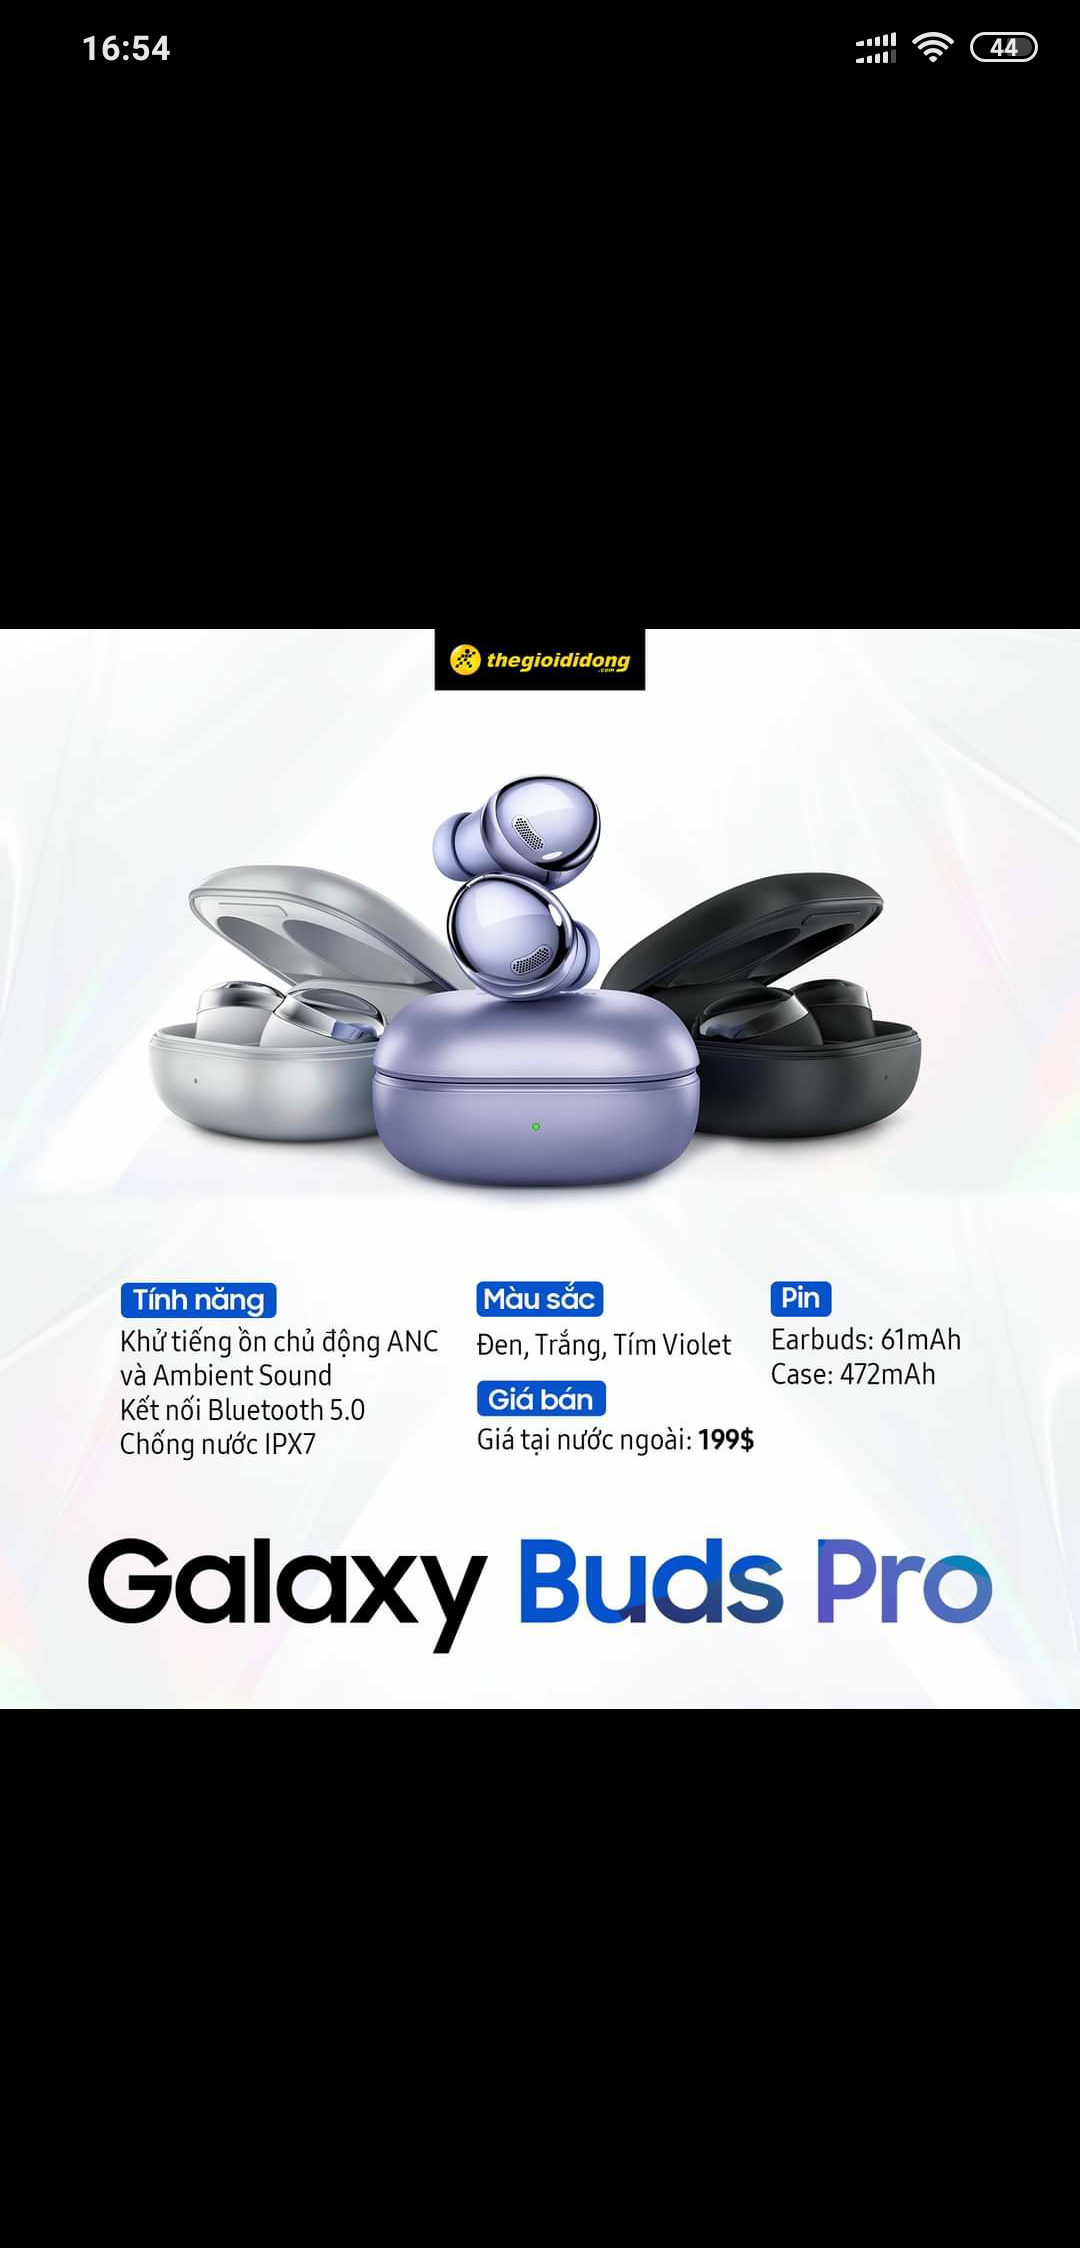 16:54
44
thegioididong
.com
Tính năng
Khử tiếng ồn chủ động ANC
và Ambient Sound
Kết nối Bluetooth 5.0
Chống nước IPX7
Màu sắc
Đen, Trắng, Tím Violet
Giá bán
Giá tại nước ngoài: 199$
Pin
Earbuds: 61mAh
Case: 472mAh
Galaxy Buds Pro